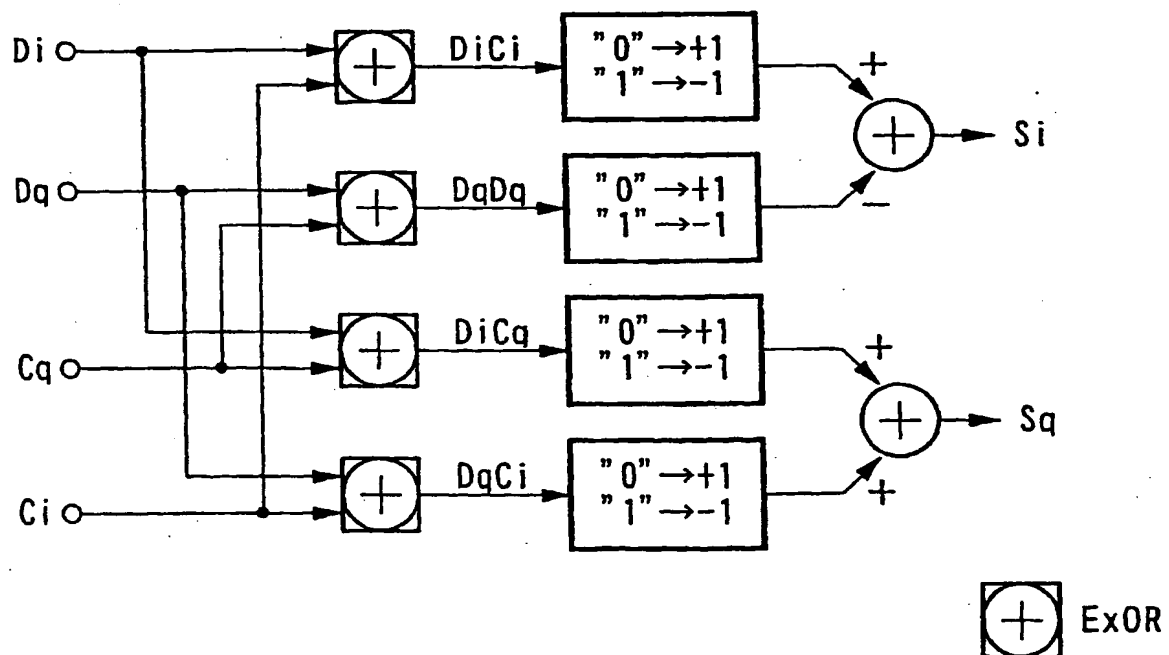 Di
DiCi
"0"→+1
"1"→-1
+
Si
-
Dq
DqDq
"0"→+1
"1"→-1
Cq
DiCq
"0"→+1
"1"→-1
+
Sq
+
Ci
DqCi
"0"→+1
"1"→-1
ExOR